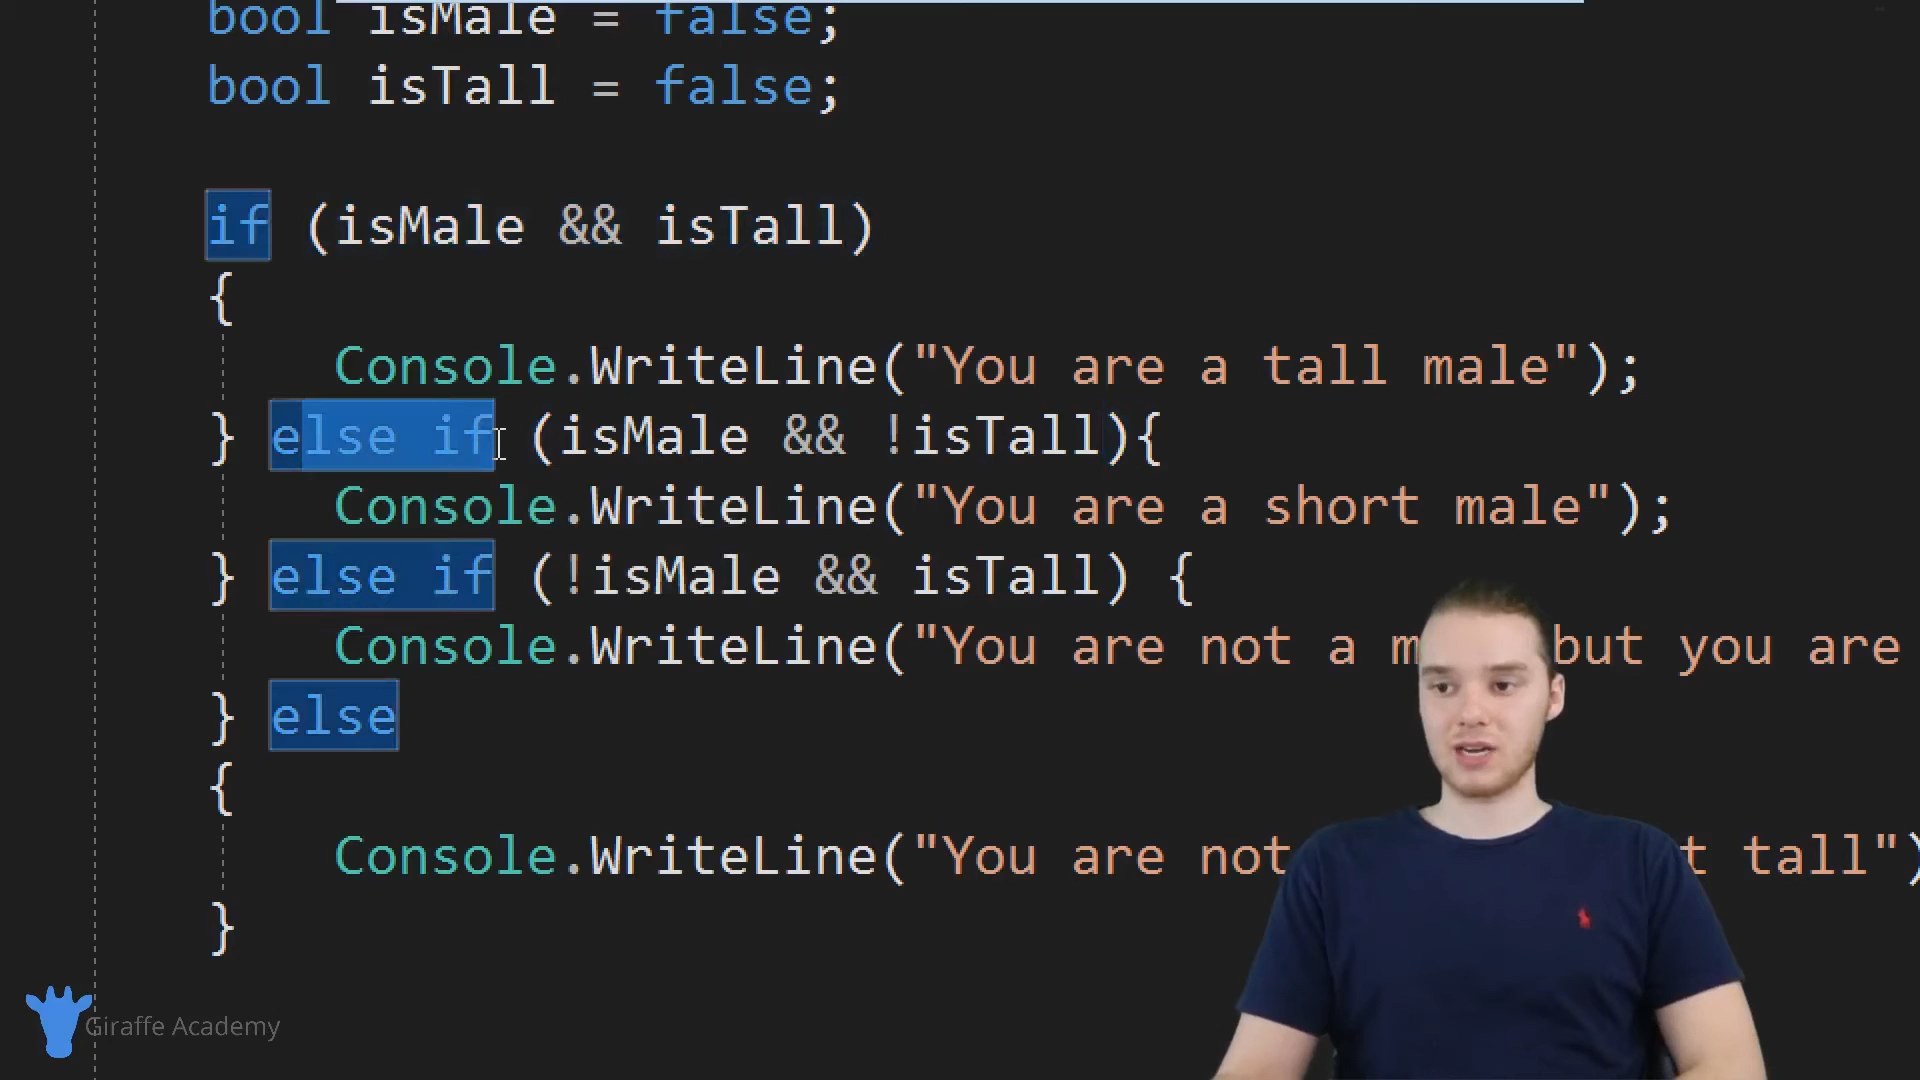 bool isMale = false;
bool isTall = false;
if (isMale && isTall)
{
Console.WriteLine("You are a tall male");
} else if (isMale && !isTall){
Console.WriteLine("You are a short male");
} else if (!isMale && isTall) {
Console.WriteLine("You are not a but you are
} else
{
Console.WriteLine("You are not tall")
}
Giraffe Academy